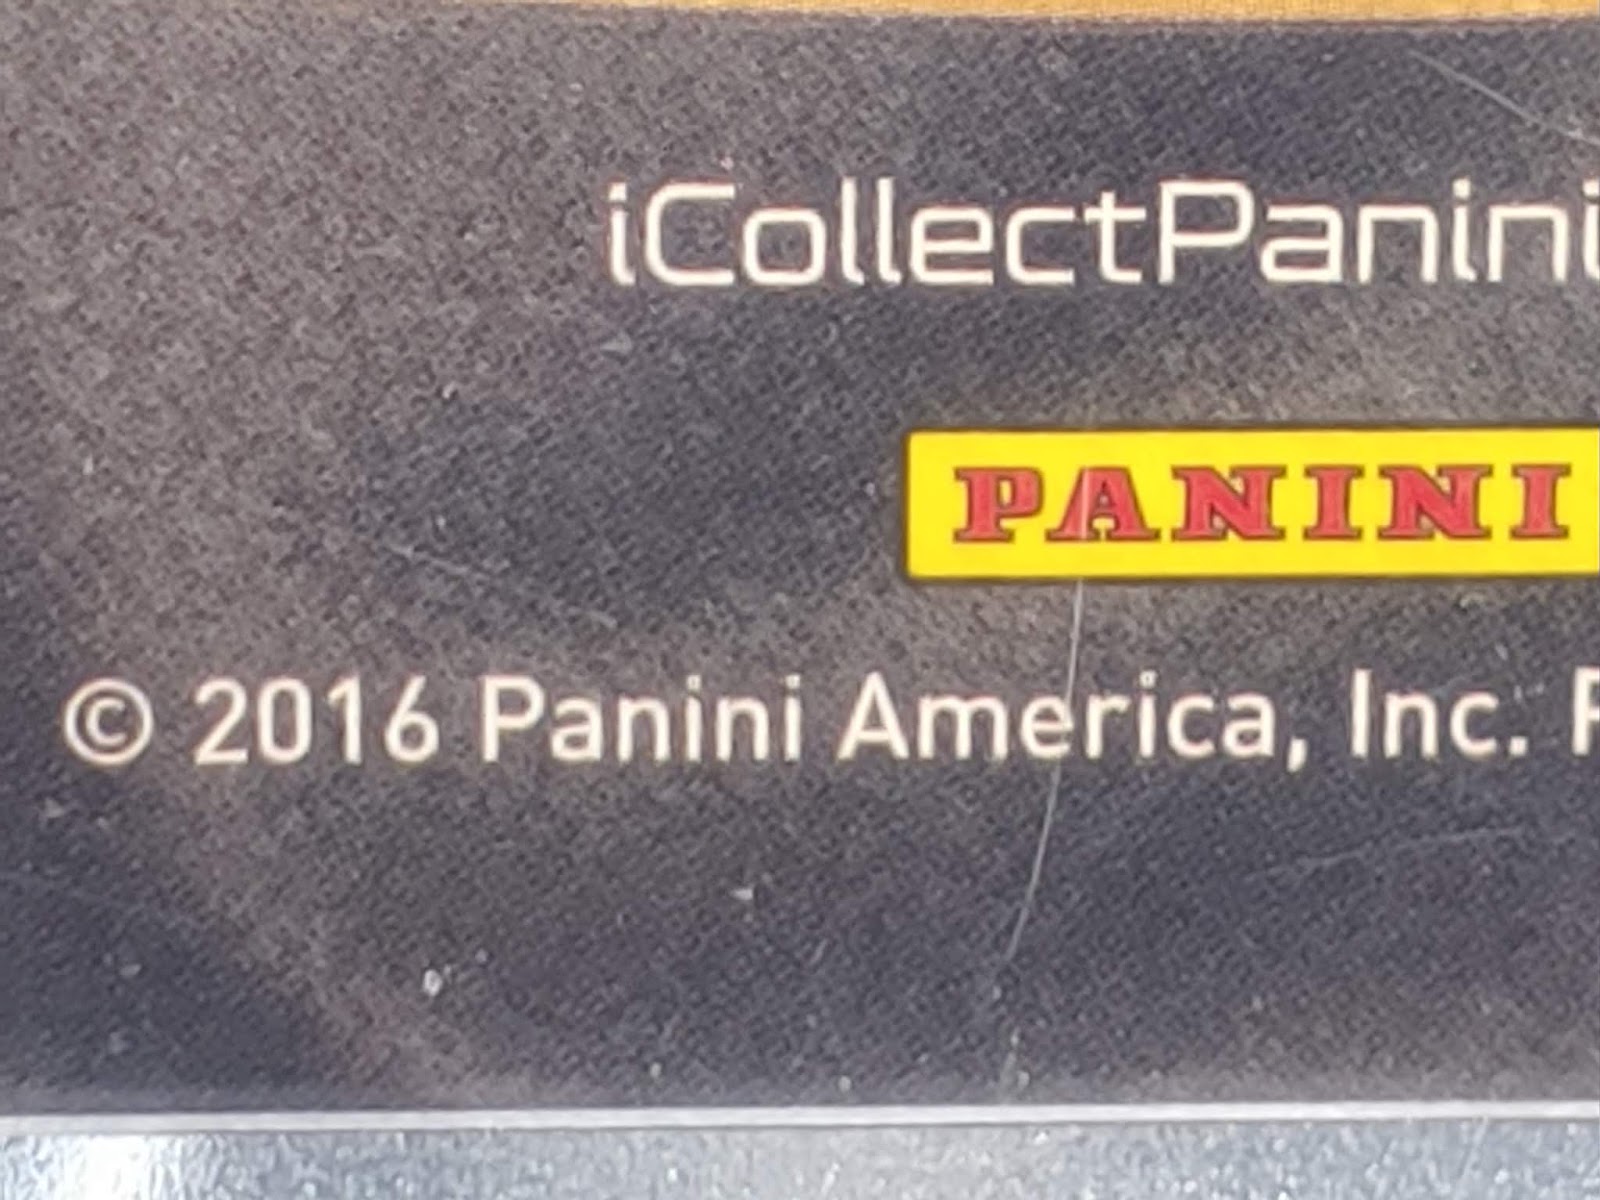 iCollectPanini
PANINI
© 2016 Panini America, Inc.